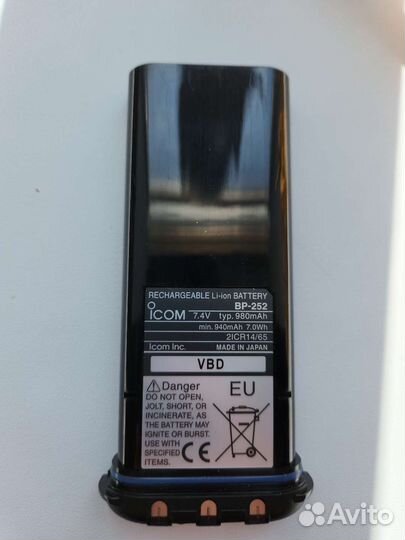 RECHARGEABLE Li-ion BATTERY
BP-252
ICOM 7.4V typ. 980mAh
min. 940mAh 7.0Wh
2ICR14/65
Icom Inc. MADE IN JAPAN
VBD
Danger EU
DO NOT OPEN,
JOLT, SHORT, OR
INCINERATE, AS
THE BATTERY MAY
IGNITE OR BURST.
USE WITH
SPECIFIED
ITEMS.
CE
Avito